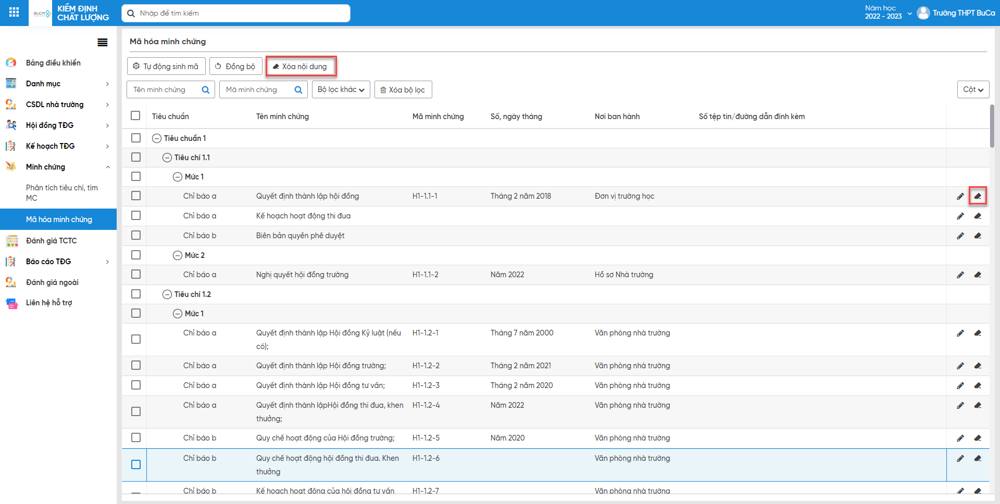 BUCA
KIỂM ĐỊNH
CHẤT LƯỢNG
Nhập để tìm kiếm
Năm học
2022 - 2023
Trường THPT BuCa
Bảng điều khiển
Danh mục
CSDL nhà trường
Hội đồng TĐG
Kế hoạch TĐG
Minh chứng
Phân tích tiêu chí, tìm
MC
Mã hóa minh chứng
Đánh giá TCTC
Báo cáo TĐG
Đánh giá ngoài
Liên hệ hỗ trợ
Mã hóa minh chứng
Tự động sinh mã
Đồng bộ
Xóa nội dung
Tên minh chứng
Mã minh chứng
Bộ lọc khác
Xóa bộ lọc
Cột
Tiêu chuẩn Tên minh chứng Mã minh chứng Số, ngày tháng Nơi ban hành Số tệp tin/đường dẫn đính kèm
Tiêu chuẩn 1
Tiêu chí 1.1
Mức 1
Chỉ báo a Quyết định thành lập hội đồng H1-1.1-1 Tháng 2 năm 2018 Đơn vị trường học
Chỉ báo a Kế hoạch hoạt động thi đua
Chỉ báo b Biên bản quyền phê duyệt
Mức 2
Chỉ báo a Nghị quyết hội đồng trường H1-1.1-2 Năm 2022 Hồ sơ Nhà trường
Tiêu chí 1.2
Mức 1
Chỉ báo a Quyết định thành lập Hội đồng Kỷ luật (nếu H1-1.2-1 Tháng 7 năm 2000 Văn phòng nhà trường
có);
Chỉ báo a Quyết định thành lập Hội đồng trường; H1-1.2-2 Tháng 2 năm 2021 Văn phòng nhà trường
Chỉ báo a Quyết định thành lập Hội đồng tư vấn; H1-1.2-3 Tháng 2 năm 2020 Văn phòng nhà trường
Chỉ báo a Quyết định thành lậpHội đồng thi đua, khen H1-1.2-4 Năm 2022 Văn phòng nhà trường
thưởng;
Chỉ báo b Quy chế hoạt động của Hội đồng trường; H1-1.2-5 Năm 2020 Văn phòng nhà trường
Chỉ báo b Quy chế hoạt động hội đồng thi đua. Khen H1-1.2-6 Văn phòng nhà trường
thưởng
Chỉ báo b Kế hoạch hoạt động của hội đồng tư vấn H1-1.2-7 Văn phòng nhà trường